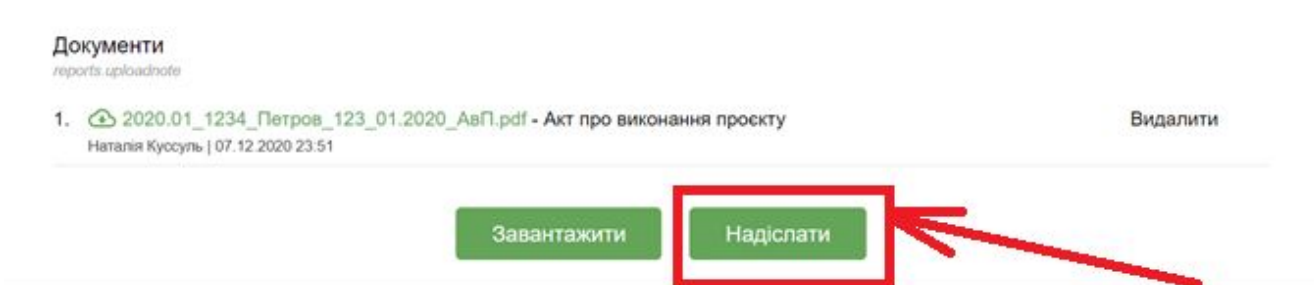 Документи
reports.uploadnote
1. 2020.01_1234_Петров_123_01.2020_АвП.pdf - Акт про виконання проєкту Видалити
Наталія Куссуль | 07.12.2020 23:51
Завантажити Надіслати